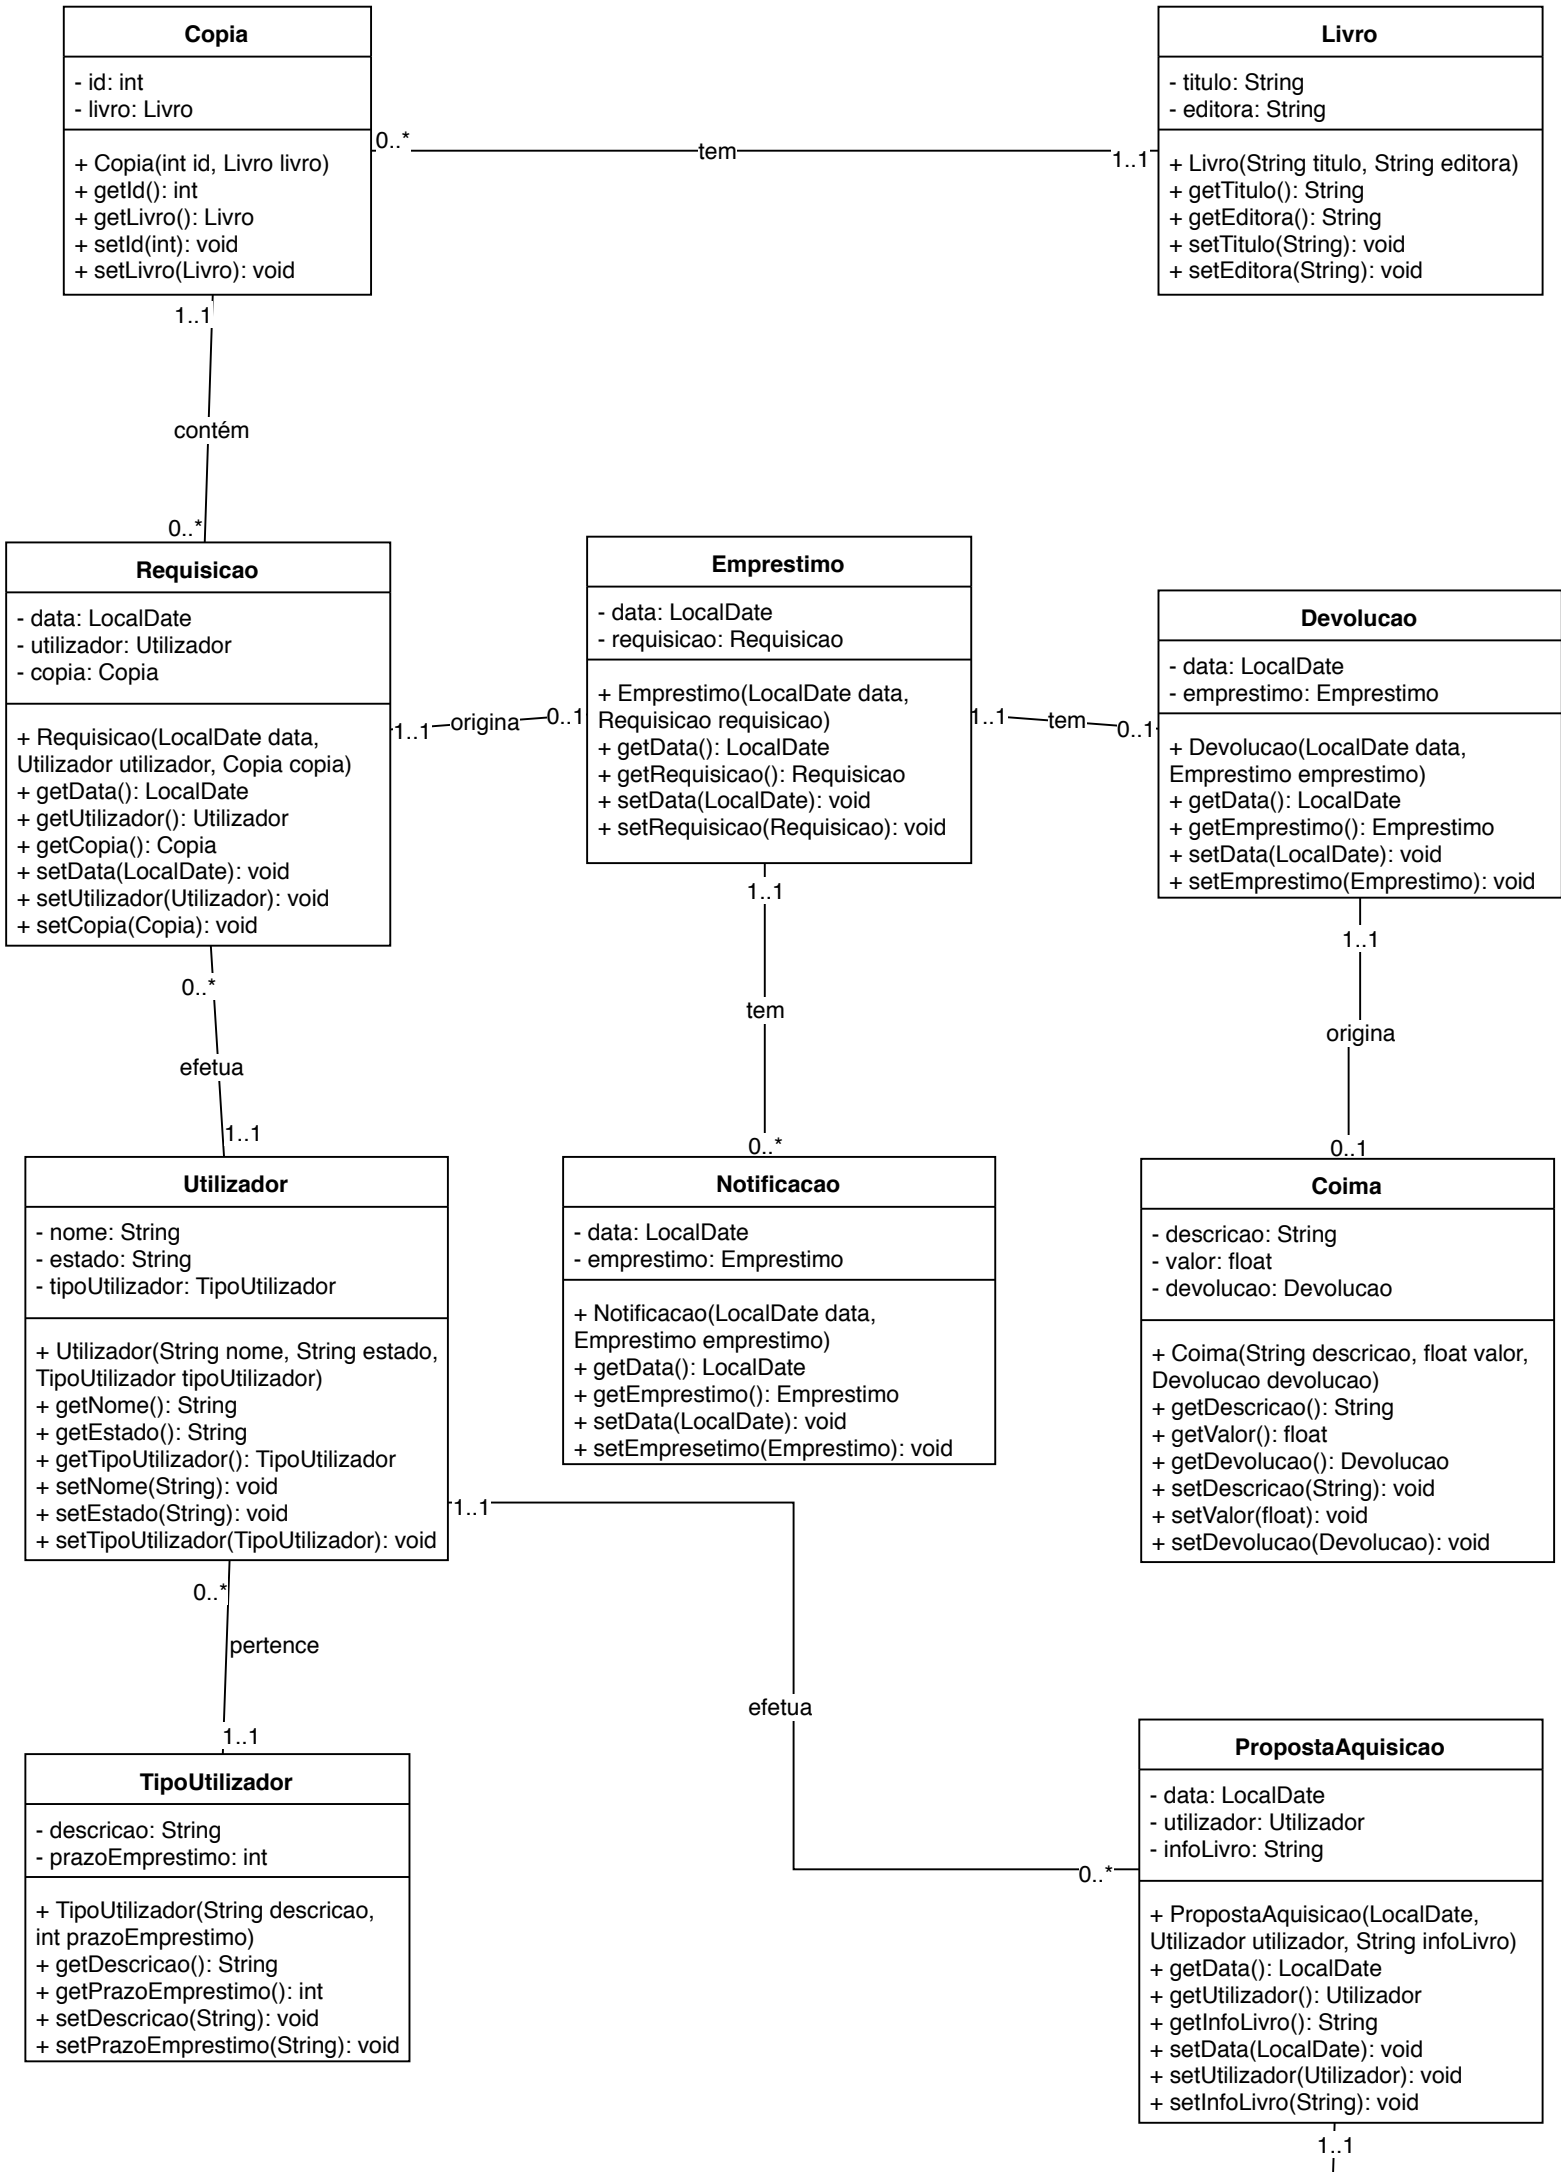 Copia
- id: int
- livro: Livro
+ Copia(int id, Livro livro)
+ getId(): int
+ getLivro(): Livro
+ setId(int): void
+ setLivro(Livro): void
0..*
tem
1..1
Livro
- titulo: String
- editora: String
+ Livro(String titulo, String editora)
+ getTitulo(): String
+ getEditora(): String
+ setTitulo(String): void
+ setEditora(String): void
1..1
contém
0..*
Requisicao
- data: LocalDate
- utilizador: Utilizador
- copia: Copia
+ Requisicao(LocalDate data,
Utilizador utilizador, Copia copia)
+ getData(): LocalDate
+ getUtilizador(): Utilizador
+ getCopia(): Copia
+ setData(LocalDate): void
+ setUtilizador(Utilizador): void
+ setCopia(Copia): void
1..1
origina
0..1
Emprestimo
- data: LocalDate
- requisicao: Requisicao
+ Emprestimo(LocalDate data,
Requisicao requisicao)
+ getData(): LocalDate
+ getRequisicao(): Requisicao
+ setData(LocalDate): void
+ setRequisicao(Requisicao): void
1..1
tem
0..1
Devolucao
- data: LocalDate
- emprestimo: Emprestimo
+ Devolucao(LocalDate data,
Emprestimo emprestimo)
+ getData(): LocalDate
+ getEmprestimo(): Emprestimo
+ setData(LocalDate): void
+ setEmprestimo(Emprestimo): void
0..*
efetua
1..1
1..1
tem
0..*
1..1
origina
0..1
Utilizador
- nome: String
- estado: String
- tipoUtilizador: TipoUtilizador
+ Utilizador(String nome, String estado,
TipoUtilizador tipoUtilizador)
+ getNome(): String
+ getEstado(): String
+ getTipoUtilizador(): TipoUtilizador
+ setNome(String): void
+ setEstado(String): void
+ setTipoUtilizador(TipoUtilizador): void
Notificacao
- data: LocalDate
- emprestimo: Emprestimo
+ Notificacao(LocalDate data,
Emprestimo emprestimo)
+ getData(): LocalDate
+ getEmprestimo(): Emprestimo
+ setData(LocalDate): void
+ setEmpresetimo(Emprestimo): void
Coima
- descricao: String
- valor: float
- devolucao: Devolucao
+ Coima(String descricao, float valor,
Devolucao devolucao)
+ getDescricao(): String
+ getValor(): float
+ getDevolucao(): Devolucao
+ setDescricao(String): void
+ setValor(float): void
+ setDevolucao(Devolucao): void
1..1
efetua
0..*
0..*
pertence
1..1
TipoUtilizador
- descricao: String
- prazoEmprestimo: int
+ TipoUtilizador(String descricao,
int prazoEmprestimo)
+ getDescricao(): String
+ getPrazoEmprestimo(): int
+ setDescricao(String): void
+ setPrazoEmprestimo(String): void
PropostaAquisicao
- data: LocalDate
- utilizador: Utilizador
- infoLivro: String
+ PropostaAquisicao(LocalDate,
Utilizador utilizador, String infoLivro)
+ getData(): LocalDate
+ getUtilizador(): Utilizador
+ getInfoLivro(): String
+ setData(LocalDate): void
+ setUtilizador(Utilizador): void
+ setInfoLivro(String): void
1..1